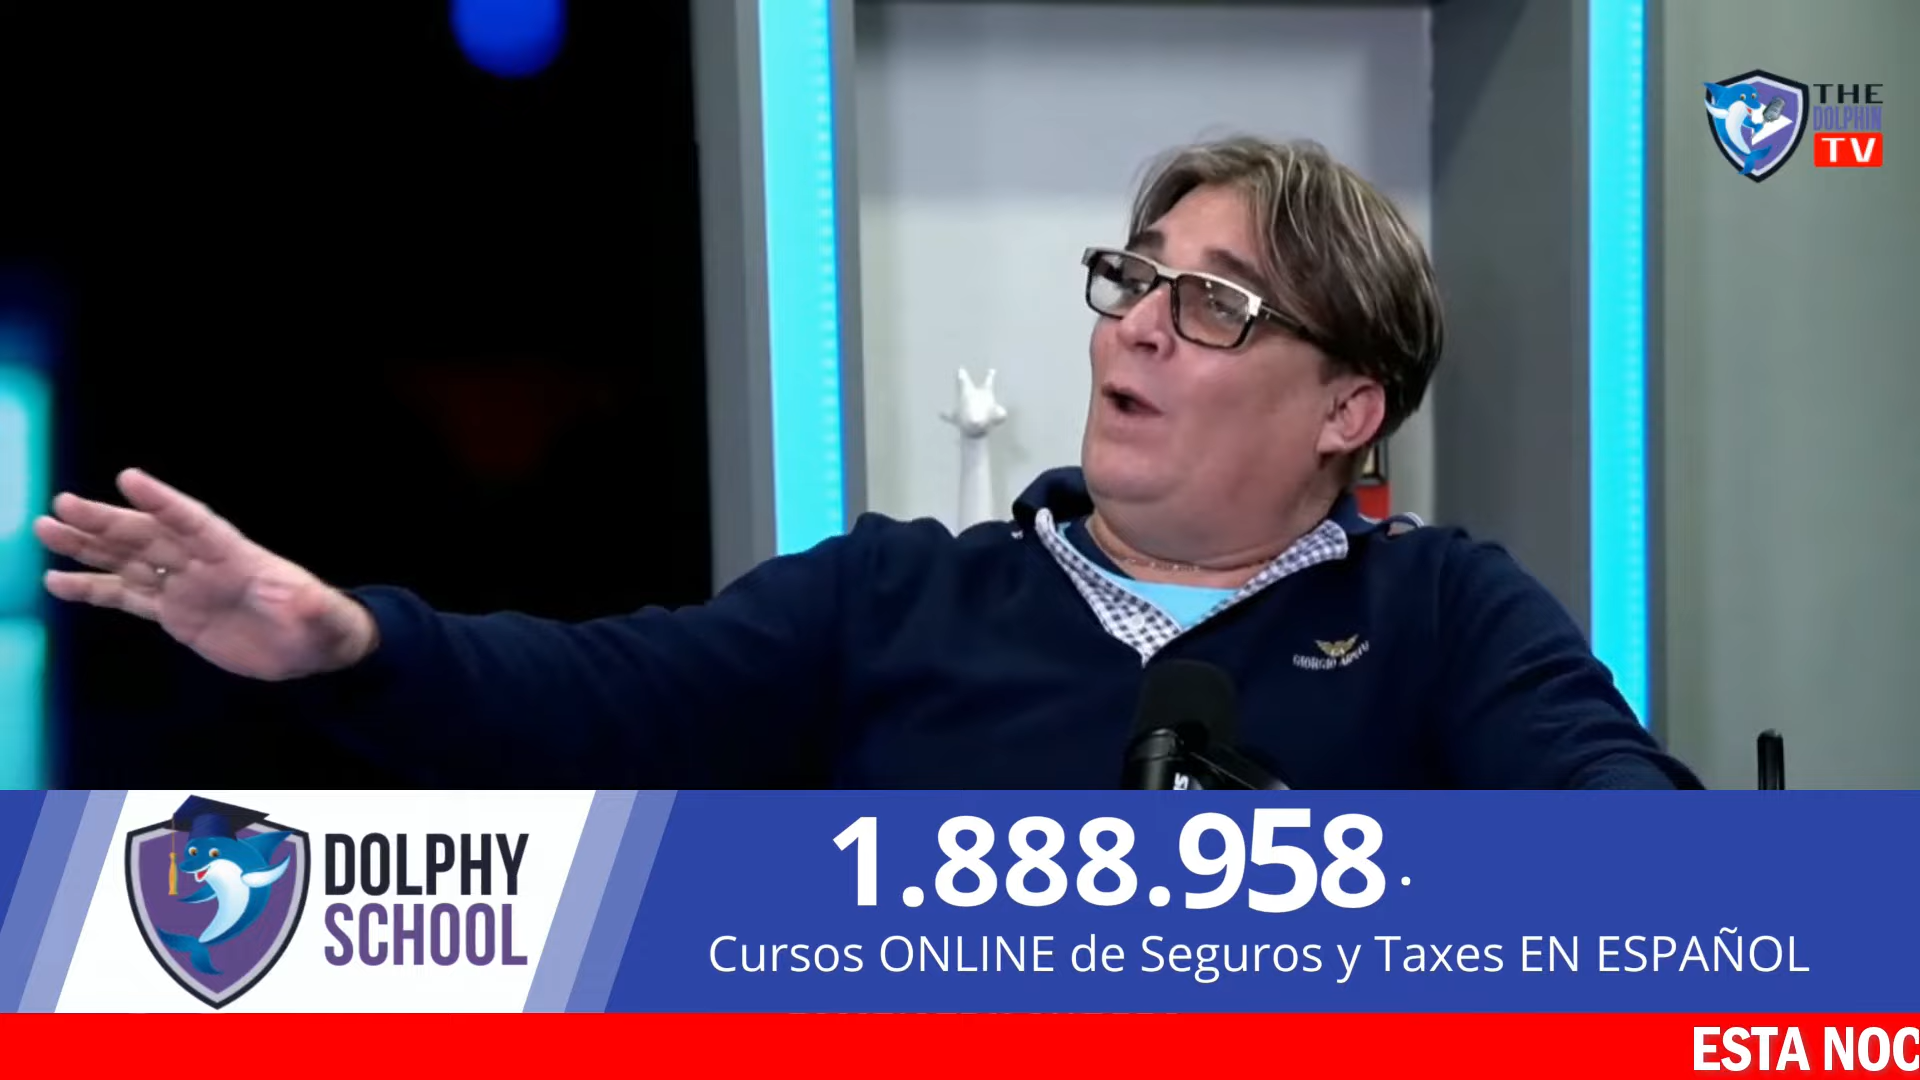 THE
DOLPHIN
TV
GIORGIO ARMANI
DOLPHY
SCHOOL
1.888.958.
Cursos ONLINE de Seguros y Taxes EN ESPAÑOL
ESTA NOC